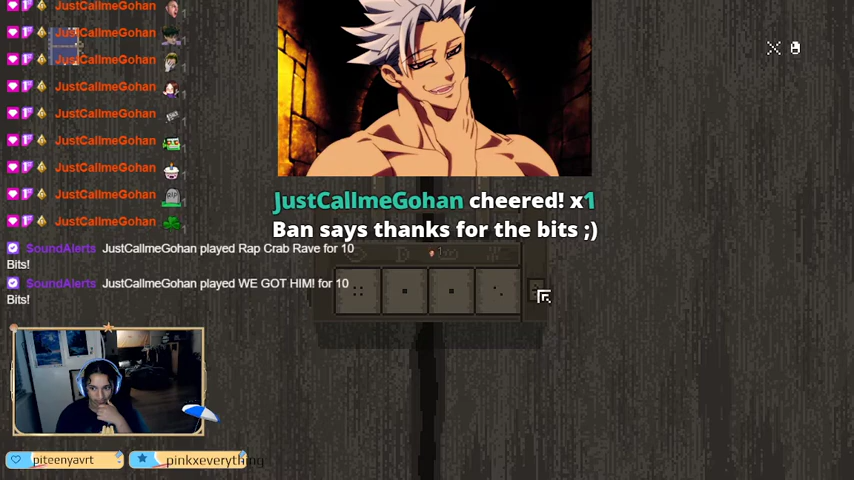 JustCallmeGohan
JustCallmeGohan
JustCallmeGohan
JustCallmeGohan
JustCallmeGohan
JustCallmeGohan
JustCallmeGohan
JustCallmeGohan
JustCallmeGohan
SoundAlerts JustCallmeGohan played Rap Crab Rave for 10
Bits!
SoundAlerts JustCallmeGohan played WE GOT HIM! for 10
Bits!
JustCallmeGohan cheered! x1
Ban says thanks for the bits ;)
piteenyavrt
pinkxeverything